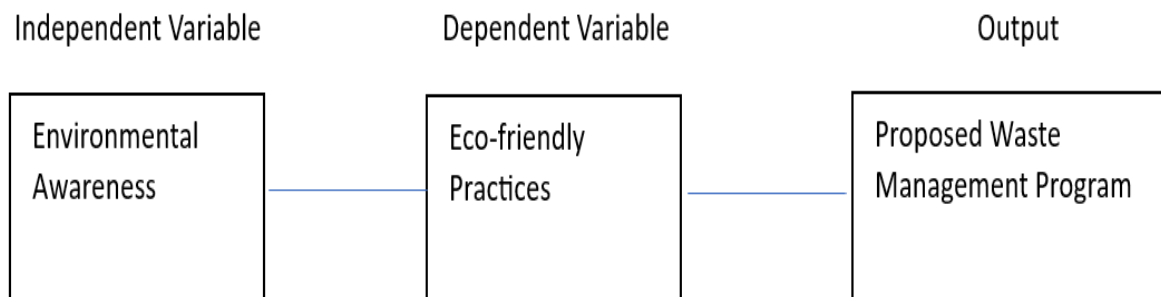 Independent Variable
Dependent Variable
Output
Environmental
Awareness
Eco-friendly
Practices
Proposed Waste
Management Program